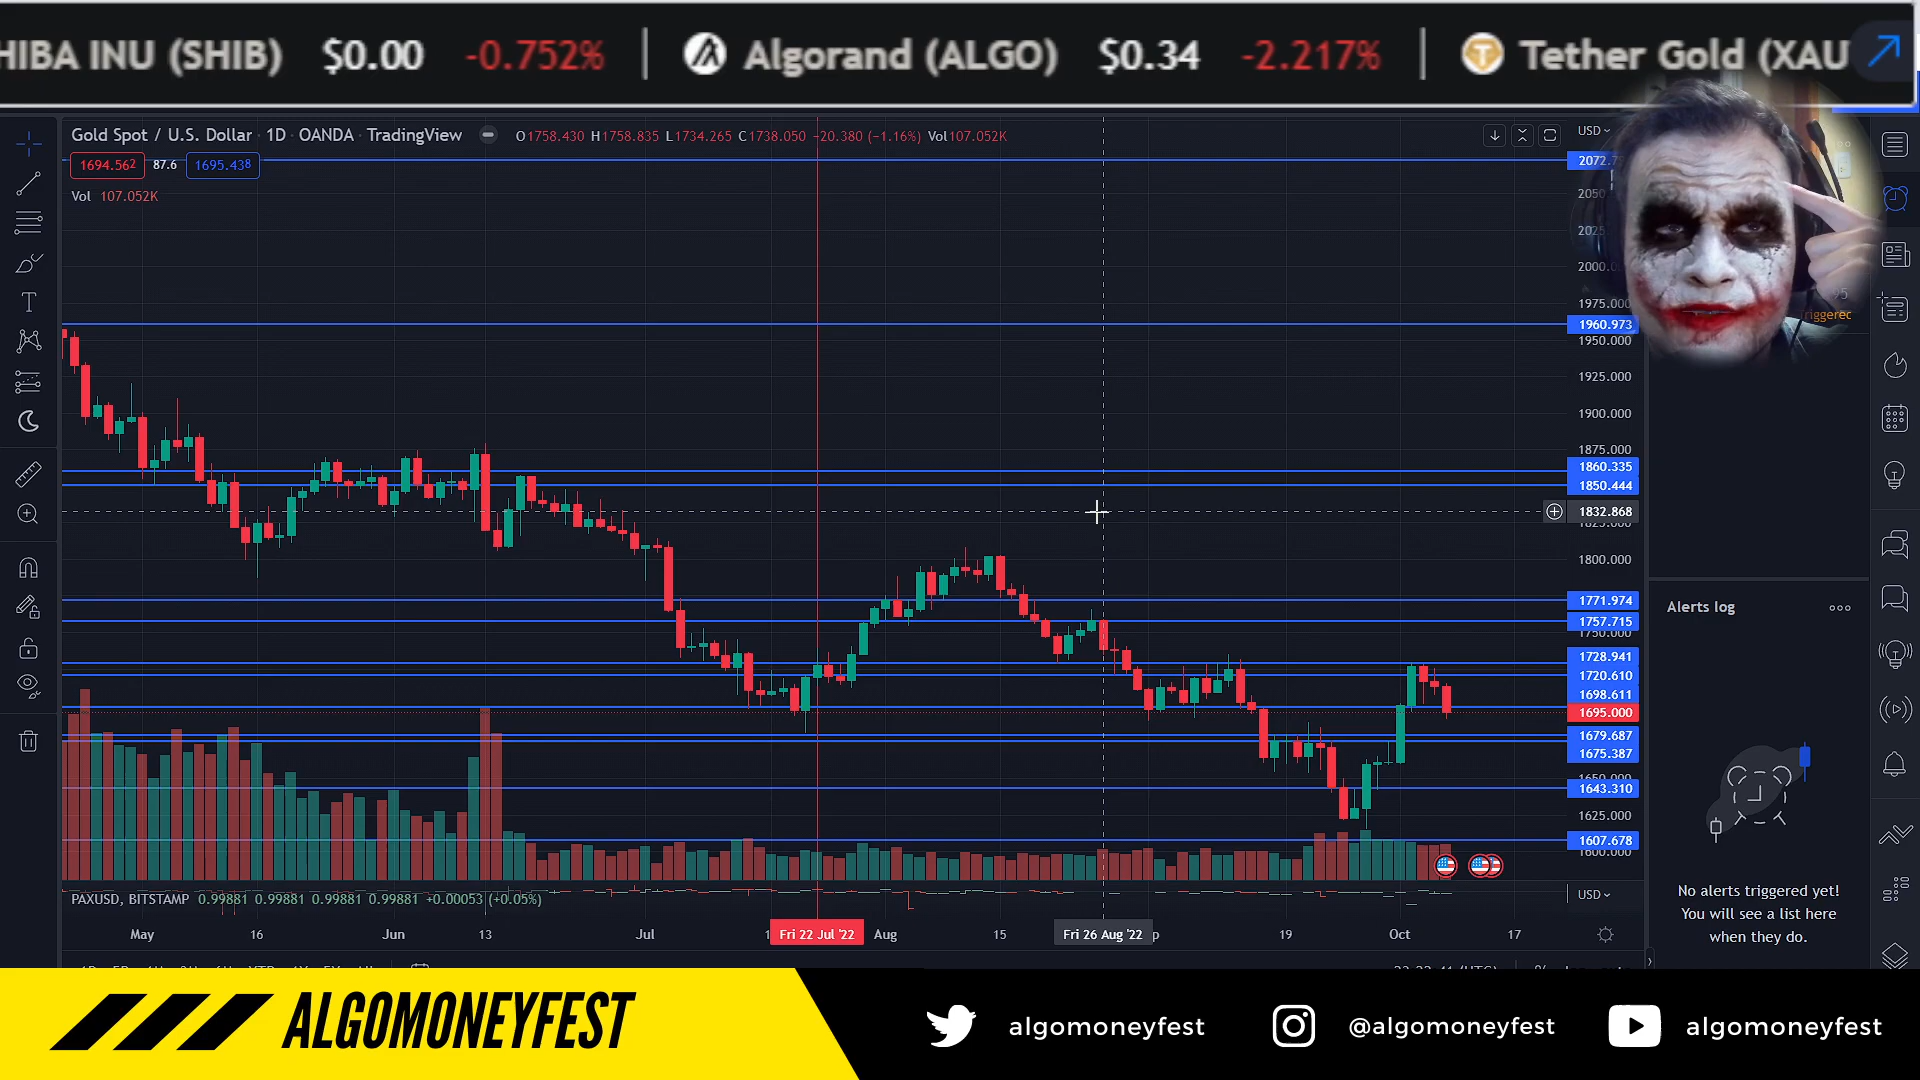 HIBA INU (SHIB) $0.00 -0.752% Algorand (ALGO) $0.34 -2.217% Tether Gold (XAU
Gold Spot / U.S. Dollar · 1D · OANDA · TradingView
O1758.430 H1758.835 L1734.265 C1738.050 -20.380 (-1.16%) Vol107.052K
USD
1694.562 87.6 1695.438
Vol 107.052K
1960.973
1950.000
1925.000
1900.000
1875.000
1860.335
1850.444
1832.868
1800.000
1771.974
1757.715
1750.000
1728.941
1720.610
1698.611
1695.000
1679.687
1675.387
1643.310
1625.000
1607.678
1600.000
Alerts log
No alerts triggered yet!
You will see a list here
when they do.
PAXUSD, BITSTAMP 0.99881 0.99881 0.99881 0.99881 +0.00053 (+0.05%)
USD
May 16 Jun 13 Jul Fri 22 Jul '22 Aug 15 Fri 26 Aug '22 19 Oct 17
ALGOMONEYFEST
algomoneyfest
@algomoneyfest
algomoneyfest